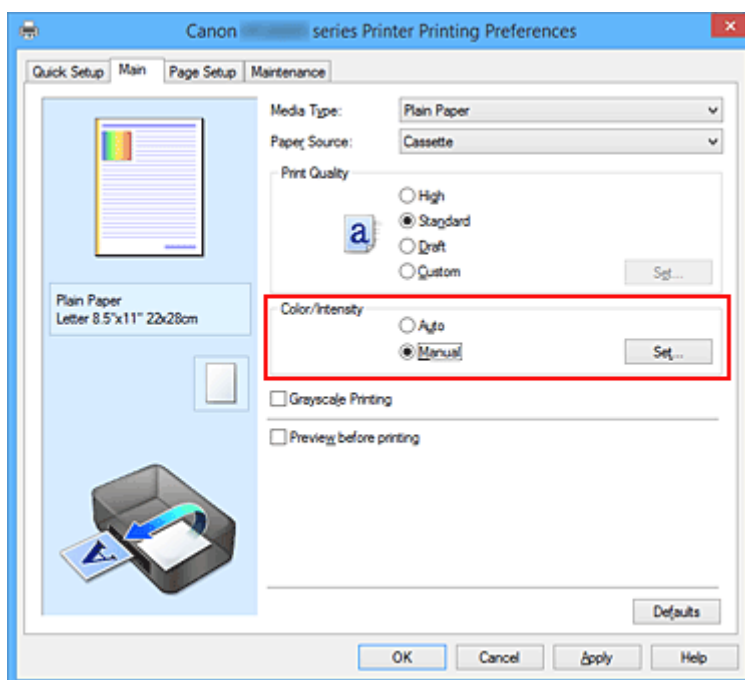 Canon series Printer Printing Preferences
Quick Setup Main Page Setup Maintenance
Media Type: Plain Paper
Paper Source: Cassette
Print Quality
High
Standard
a
Draft
Custom Set...
Plain Paper
Letter 8.5"x11" 22x28cm
Color/Intensity
Auto
Manual Set...
Grayscale Printing
Preview before printing
A
Defaults
OK Cancel Apply Help